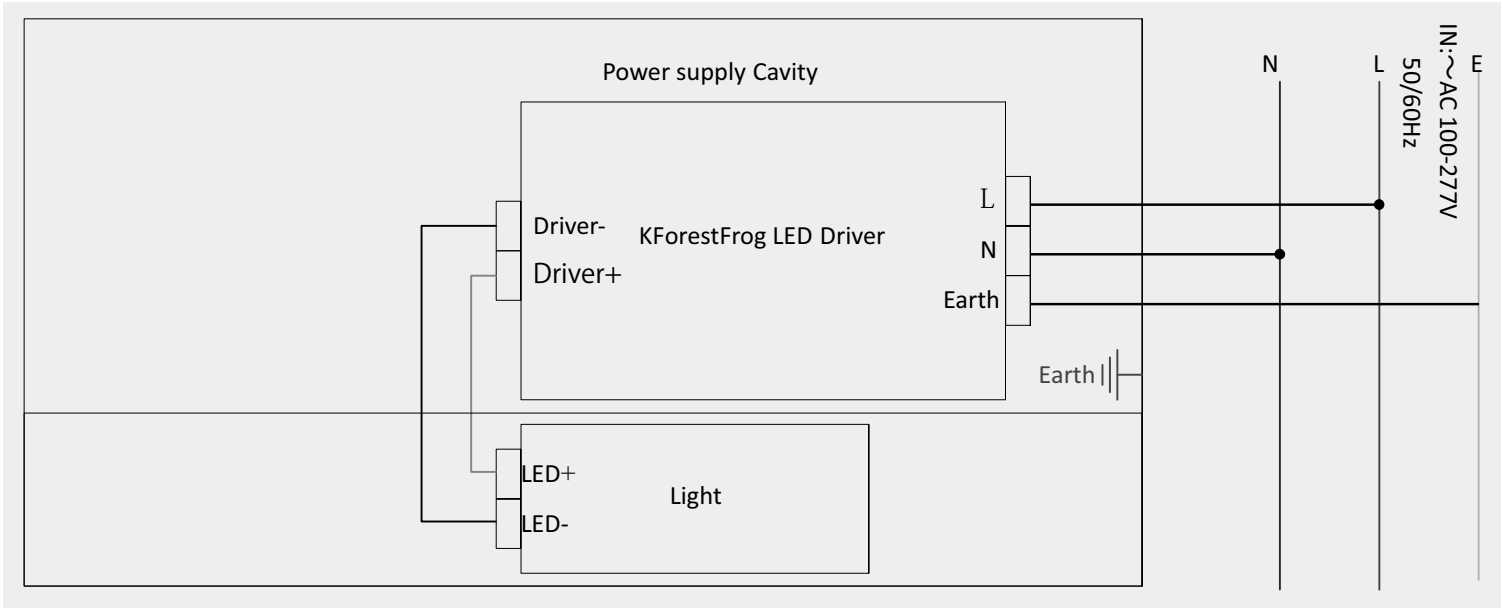 Power supply Cavity
N
L
E
IN:～AC 100-277V
50/60Hz
Driver-
Driver+
KForestFrog LED Driver
L
N
Earth
Earth
LED+
LED-
Light